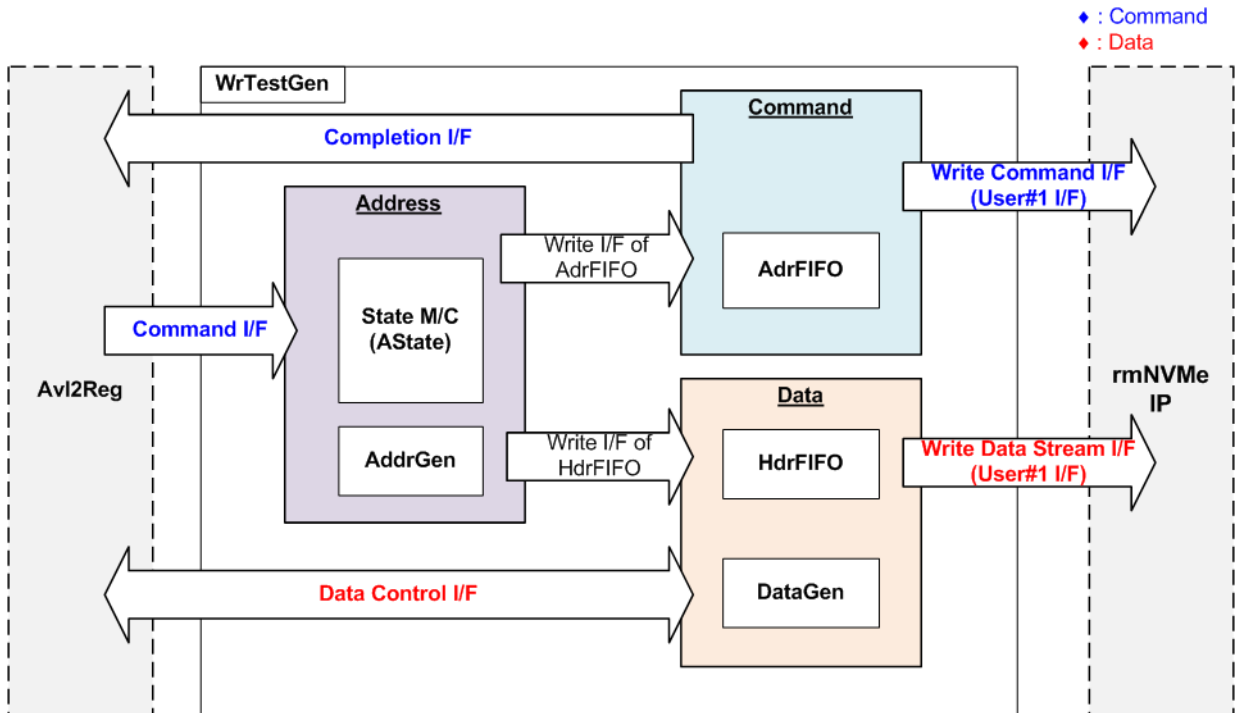 ♦ : Command
♦ : Data
WrTestGen
Command
Completion I/F
Write Command I/F
(User#1 I/F)
Address
Write I/F of
AdrFIFO
AdrFIFO
State M/C
(AState)
Command I/F
Avl2Reg
rmNVMe
IP
Data
Write I/F of
HdrFIFO
HdrFIFO
Write Data Stream I/F
(User#1 I/F)
AddrGen
Data Control I/F
DataGen